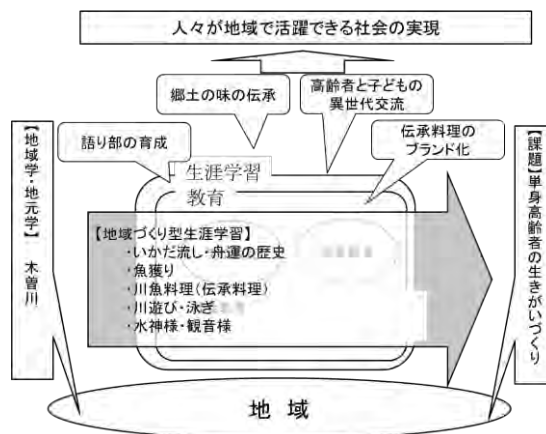 人々が地域で活躍できる社会の実現
郷土の味の伝承
高齢者と子どもの
異世代交流
語り部の育成
伝承料理の
ブランド化
【地域学・地元学】 木曽川
【課題】単身高齢者の生きがいづくり
生涯学習
教育
【地域づくり型生涯学習】
・いかだ流し・舟運の歴史
・魚獲り
・川魚料理(伝承料理)
・川遊び・泳ぎ
・水神様・観音様
地域